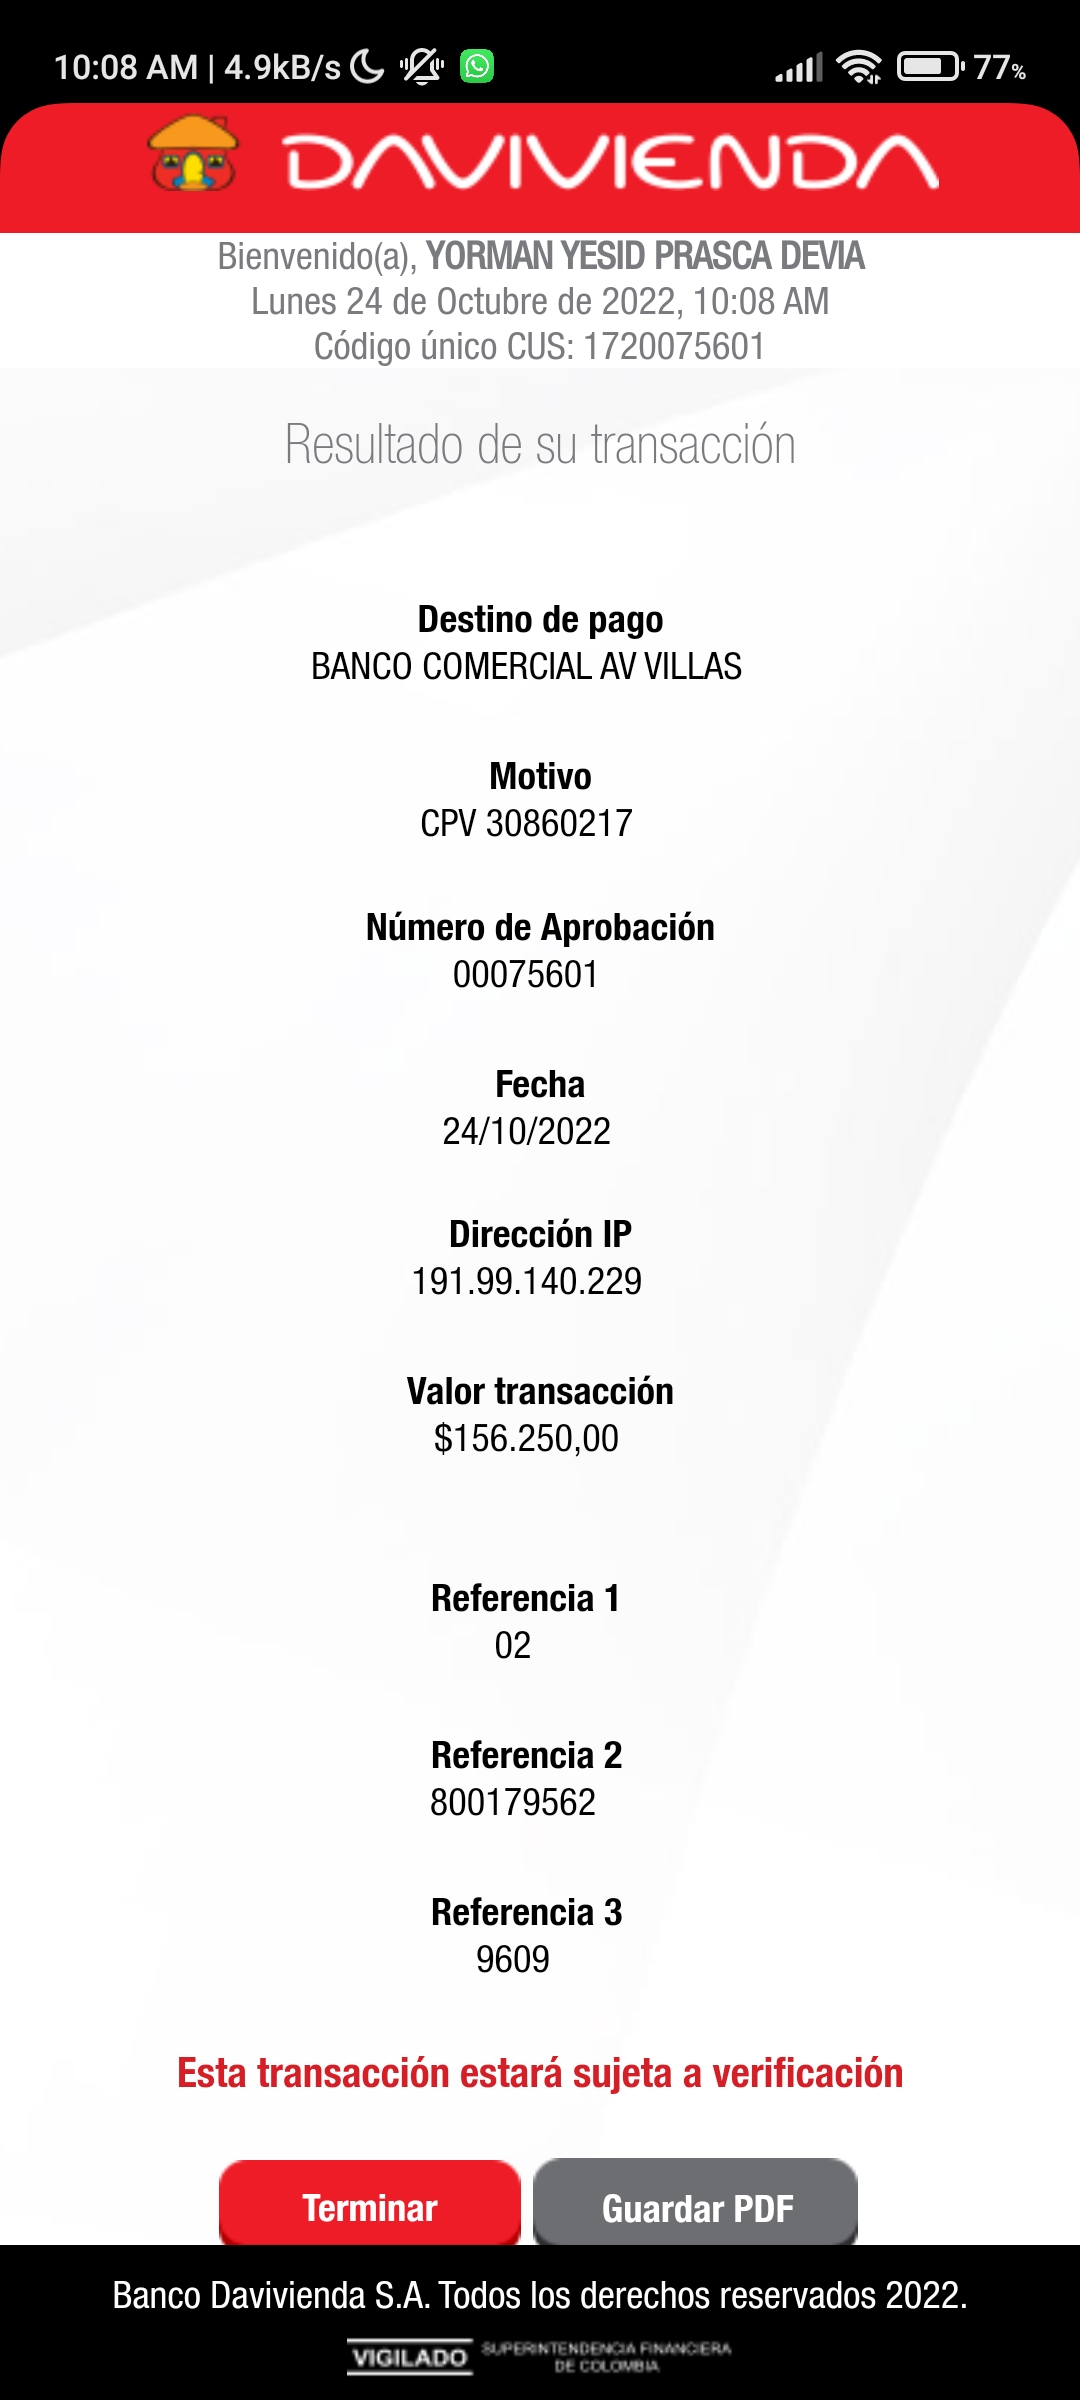 10:08 AM | 4.9kB/s 77%
DAVIVIENDA
Bienvenido(a), YORMAN YESID PRASCA DEVIA
Lunes 24 de Octubre de 2022, 10:08 AM
Código único CUS: 1720075601
Resultado de su transacción
Destino de pago
BANCO COMERCIAL AV VILLAS
Motivo
CPV 30860217
Número de Aprobación
00075601
Fecha
24/10/2022
Dirección IP
191.99.140.229
Valor transacción
$156.250,00
Referencia 1
02
Referencia 2
800179562
Referencia 3
9609
Esta transacción estará sujeta a verificación
Terminar Guardar PDF
Banco Davivienda S.A. Todos los derechos reservados 2022.
VIGILADO SUPERINTENDENCIA FINANCIERA
DE COLOMBIA